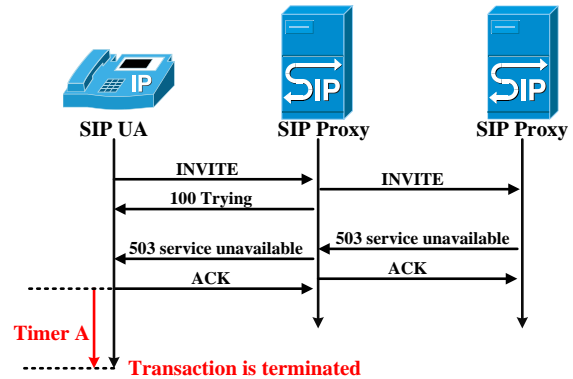 IP
SIP
SIP
SIP UA
SIP Proxy
SIP Proxy
INVITE
INVITE
100 Trying
503 service unavailable
503 service unavailable
ACK
ACK
Timer A
Transaction is terminated